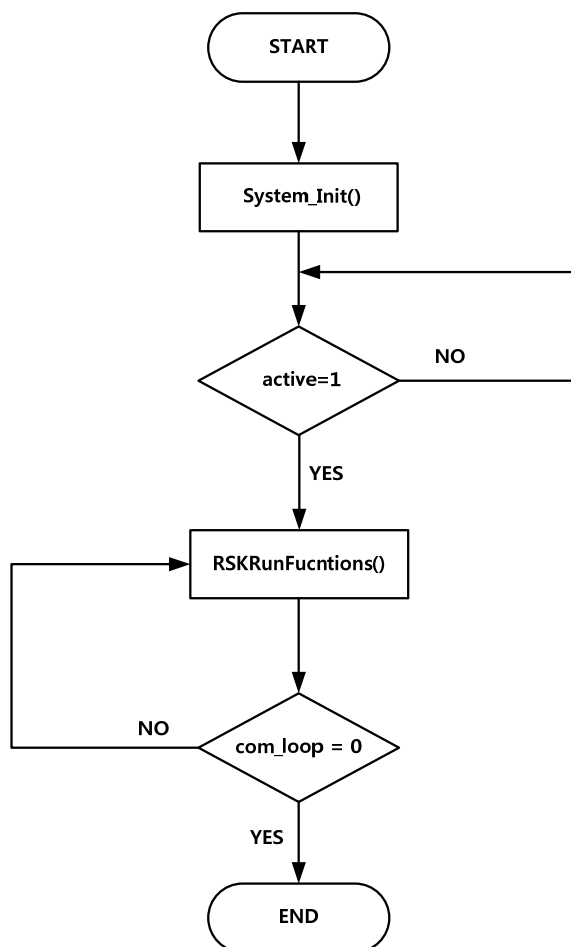 START
System_Init()
active=1
NO
YES
RSKRunFucntions()
com_loop = 0
NO
YES
END